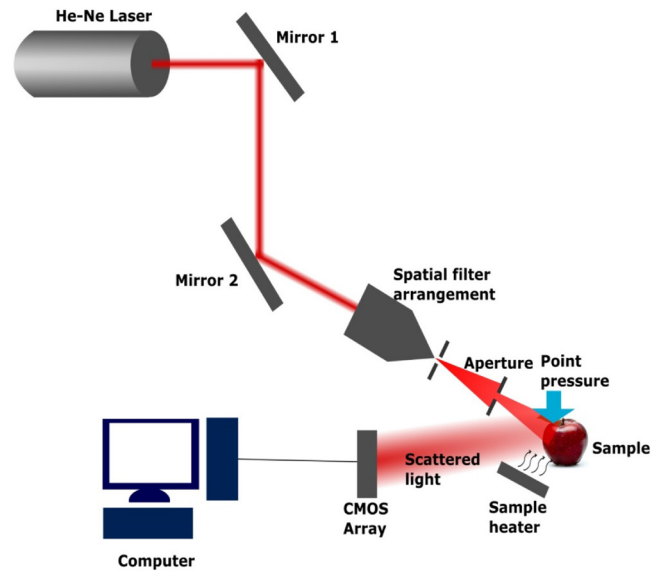 He-Ne Laser
Mirror 1
Mirror 2
Spatial filter
arrangement
Aperture
Point
pressure
Sample
Scattered
light
CMOS
Array
Sample
heater
Computer